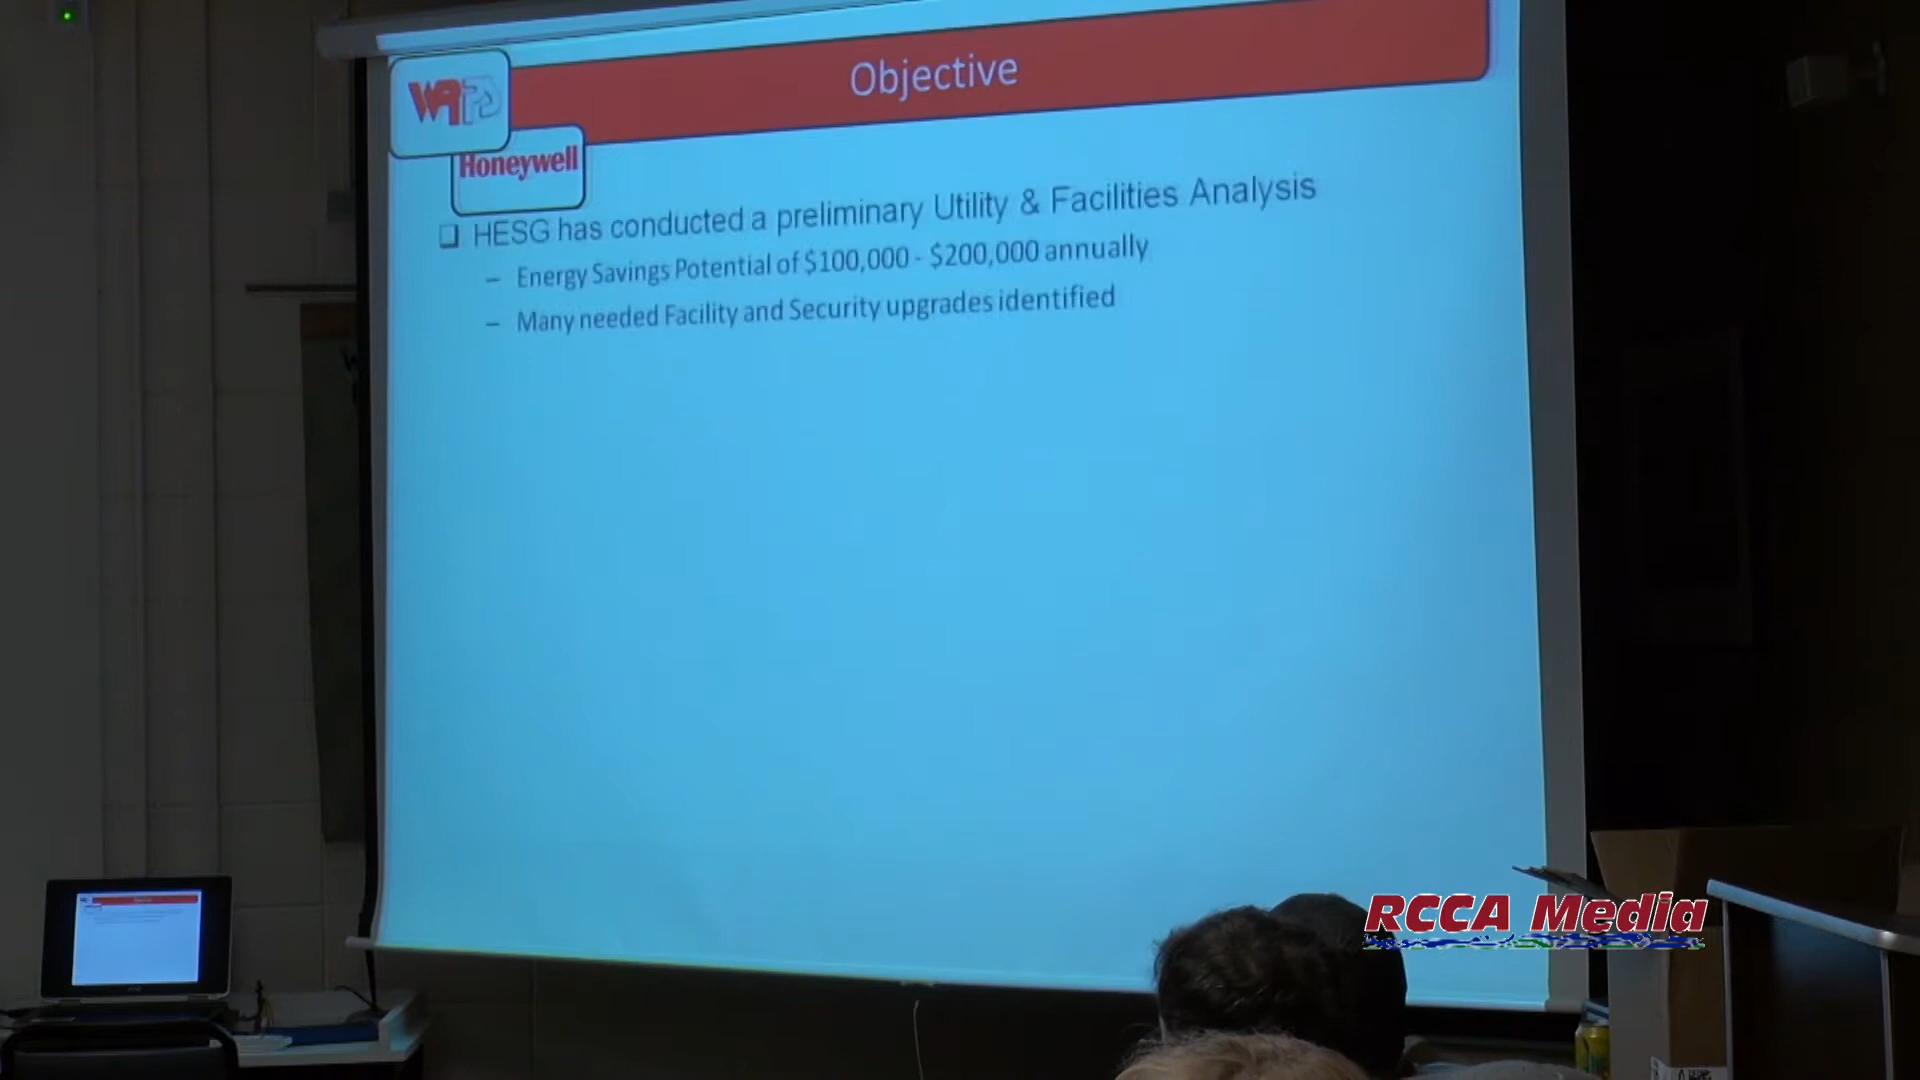 Objective
WRPS
Honeywell
❑ HESG has conducted a preliminary Utility & Facilities Analysis
– Energy Savings Potential of $100,000 - $200,000 annually
– Many needed Facility and Security upgrades identified
RCCA Media